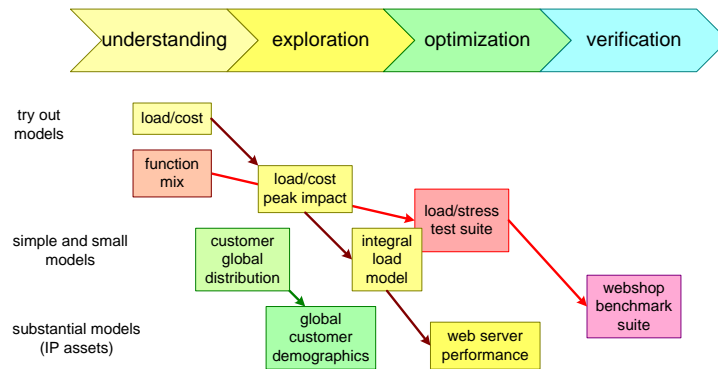 understanding
exploration
optimization
verification
try out
models
load/cost
function
mix
load/cost
peak impact
load/stress
test suite
simple and small
models
customer
global
distribution
integral
load
model
webshop
benchmark
suite
substantial models
(IP assets)
global
customer
demographics
web server
performance